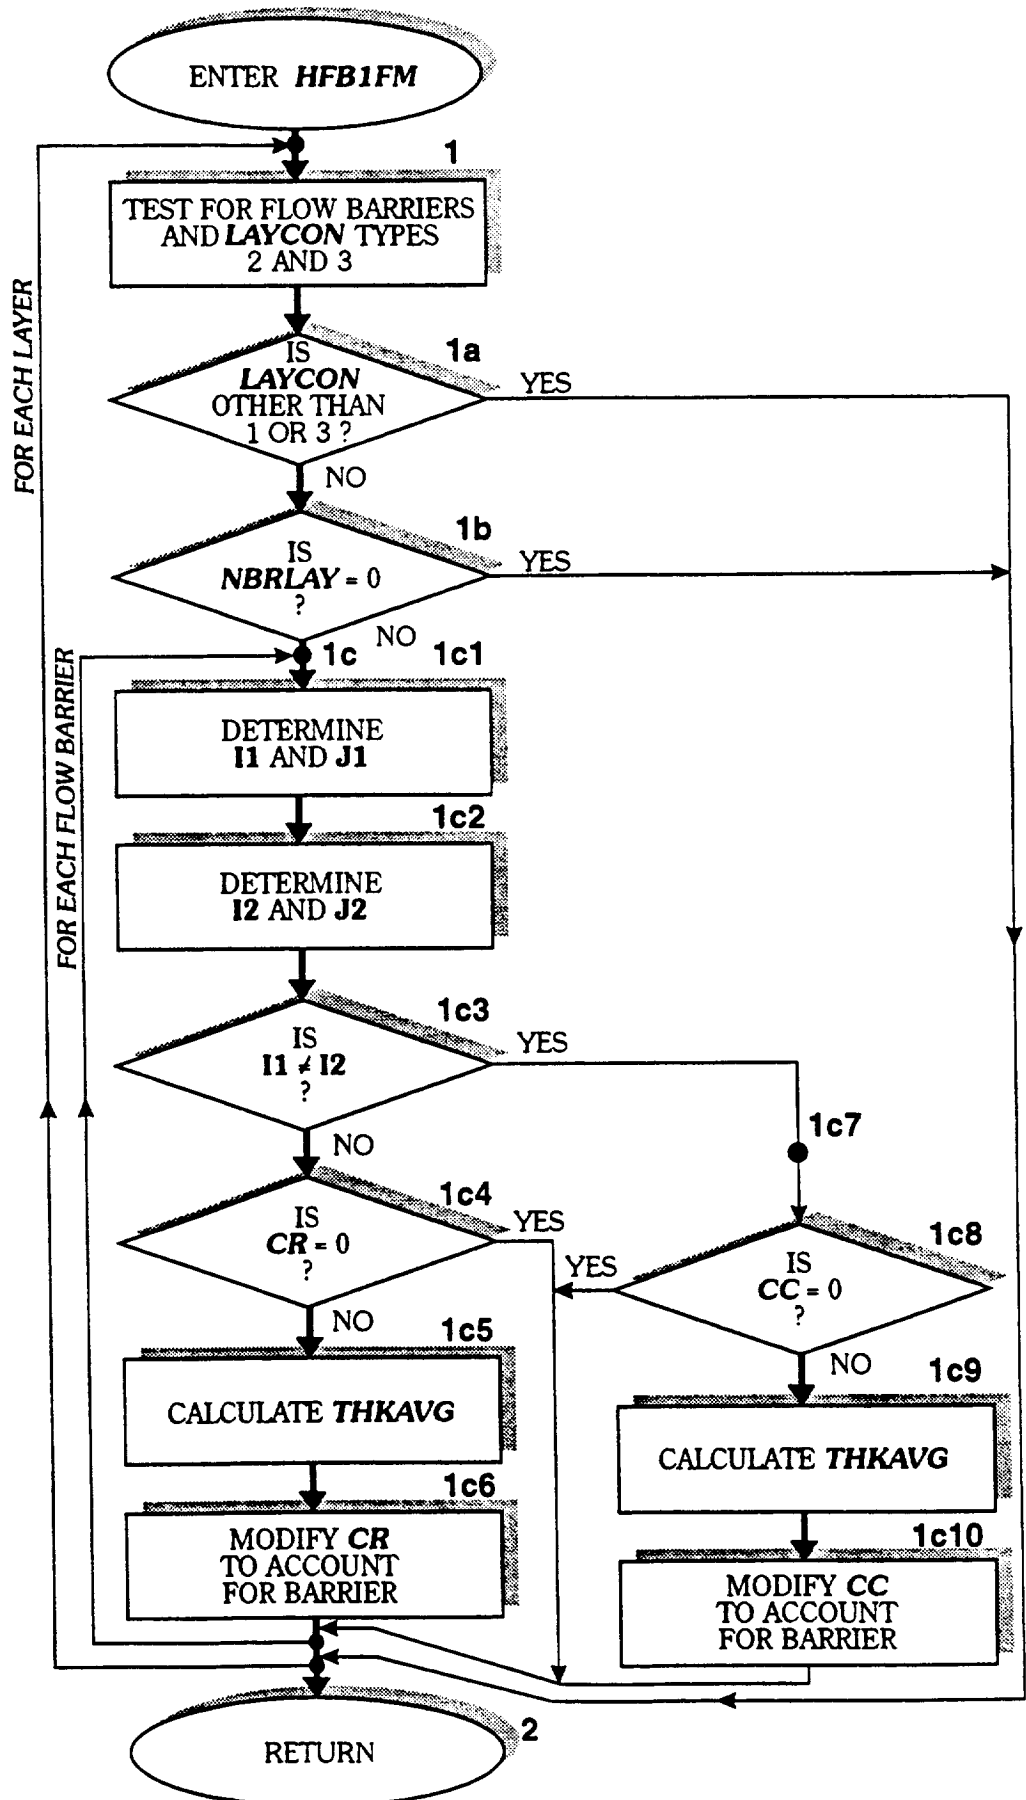 ENTER HFB1FM
1
TEST FOR FLOW BARRIERS
AND LAYCON TYPES
2 AND 3
FOR EACH LAYER
1a
IS
LAYCON
OTHER THAN
1 OR 3 ?
YES
NO
1b
IS
NBRLAY = 0
?
YES
NO
FOR EACH FLOW BARRIER
1c
1c1
DETERMINE
I1 AND J1
1c2
DETERMINE
I2 AND J2
1c3
IS
I1 ≠ I2
?
YES
NO
1c7
1c4
IS
CR = 0
?
YES
NO
1c8
IS
CC = 0
?
YES
NO
1c5
CALCULATE THKAVG
1c9
CALCULATE THKAVG
1c6
MODIFY CR
TO ACCOUNT
FOR BARRIER
1c10
MODIFY CC
TO ACCOUNT
FOR BARRIER
2
RETURN